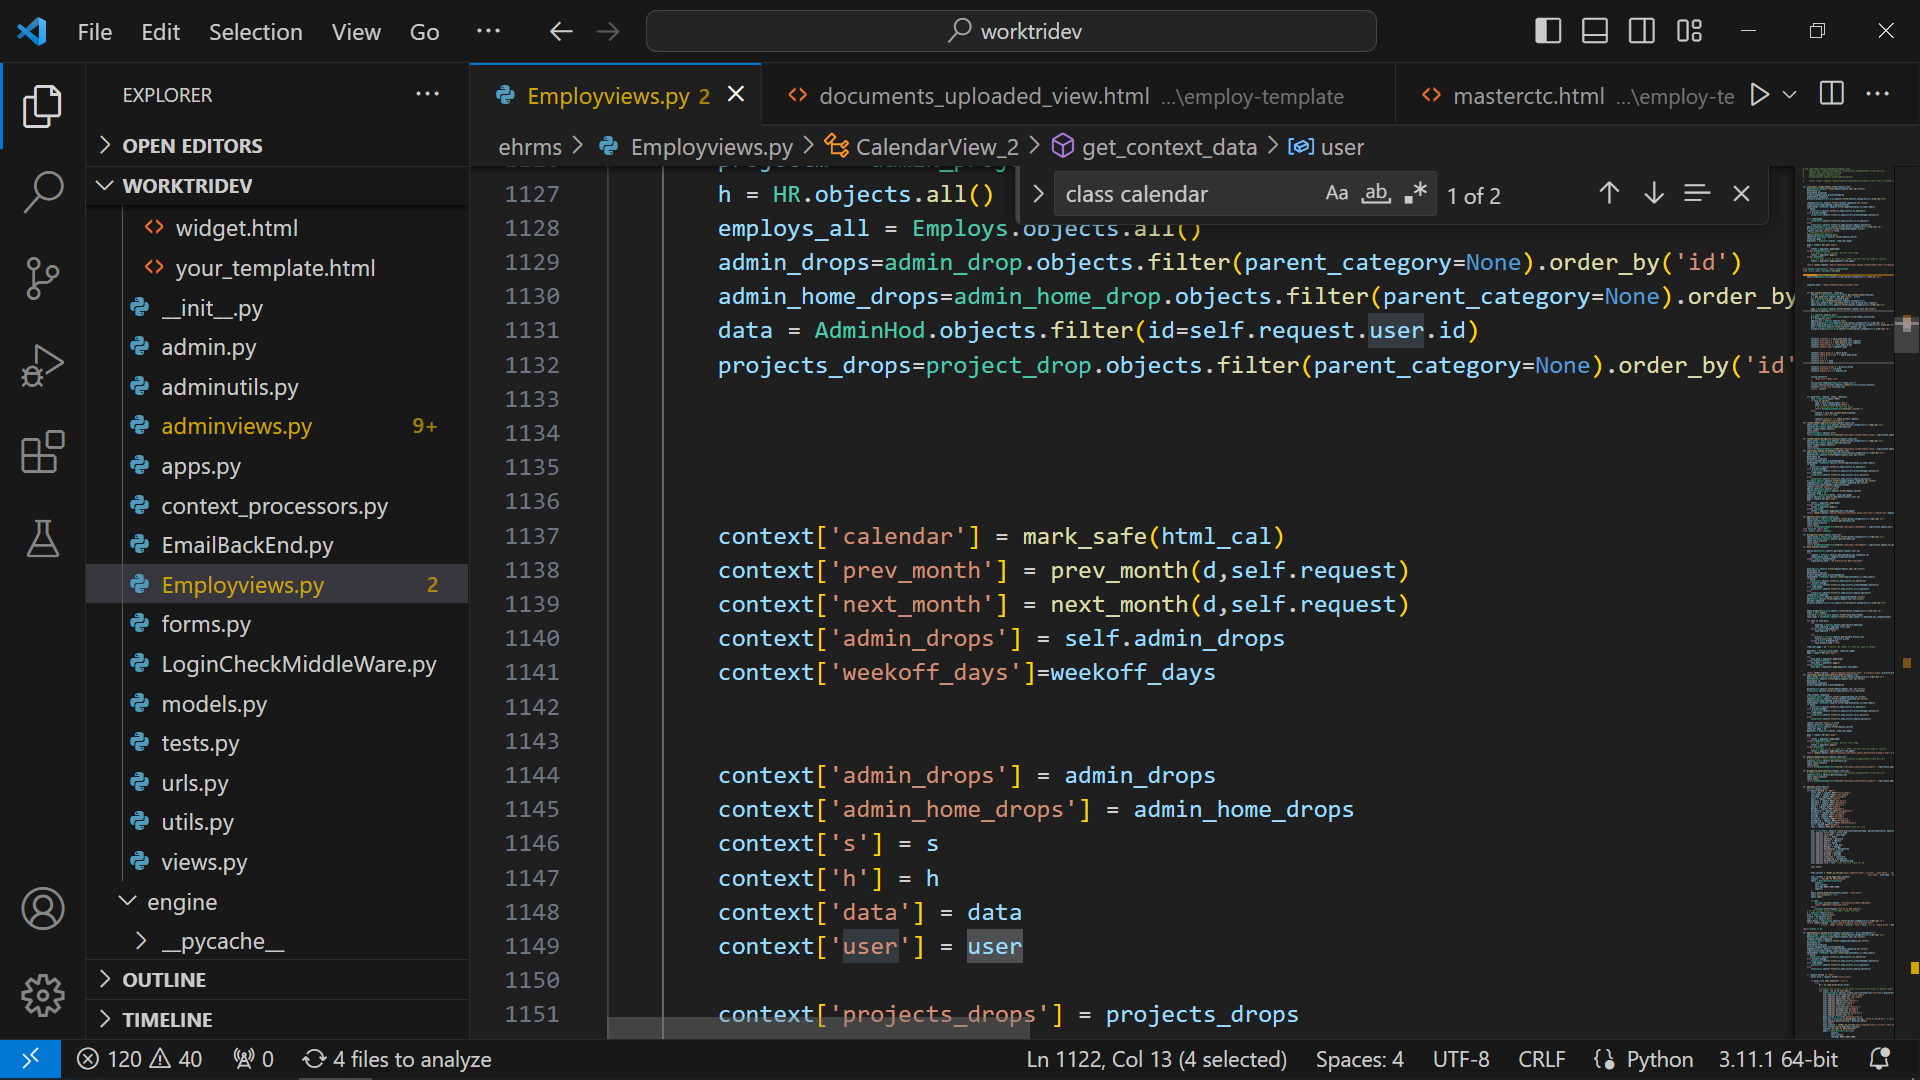 File Edit Selection View Go ··· worktridev
EXPLORER ···
OPEN EDITORS
WORKTRIDEV
widget.html
your_template.html
__init__.py
admin.py
adminutils.py
adminviews.py 9+
apps.py
context_processors.py
EmailBackEnd.py
Employviews.py 2
forms.py
LoginCheckMiddleWare.py
models.py
tests.py
urls.py
utils.py
views.py
engine
__pycache__
OUTLINE
TIMELINE
Employviews.py 2 documents_uploaded_view.html ...\employ-template masterctc.html ...\employ-te
ehrms > Employviews.py > CalendarView_2 > get_context_data > user
class calendar Aa ab .* 1 of 2
1127 h = HR.objects.all()
1128 employs_all = Employs.objects.all()
1129 admin_drops=admin_drop.objects.filter(parent_category=None).order_by('id')
1130 admin_home_drops=admin_home_drop.objects.filter(parent_category=None).order_by
1131 data = AdminHod.objects.filter(id=self.request.user.id)
1132 projects_drops=project_drop.objects.filter(parent_category=None).order_by('id'
1133
1134
1135
1136
1137 context['calendar'] = mark_safe(html_cal)
1138 context['prev_month'] = prev_month(d,self.request)
1139 context['next_month'] = next_month(d,self.request)
1140 context['admin_drops'] = self.admin_drops
1141 context['weekoff_days']=weekoff_days
1142
1143
1144 context['admin_drops'] = admin_drops
1145 context['admin_home_drops'] = admin_home_drops
1146 context['s'] = s
1147 context['h'] = h
1148 context['data'] = data
1149 context['user'] = user
1150
1151 context['projects_drops'] = projects_drops
120 40 0 4 files to analyze Ln 1122, Col 13 (4 selected) Spaces: 4 UTF-8 CRLF Python 3.11.1 64-bit